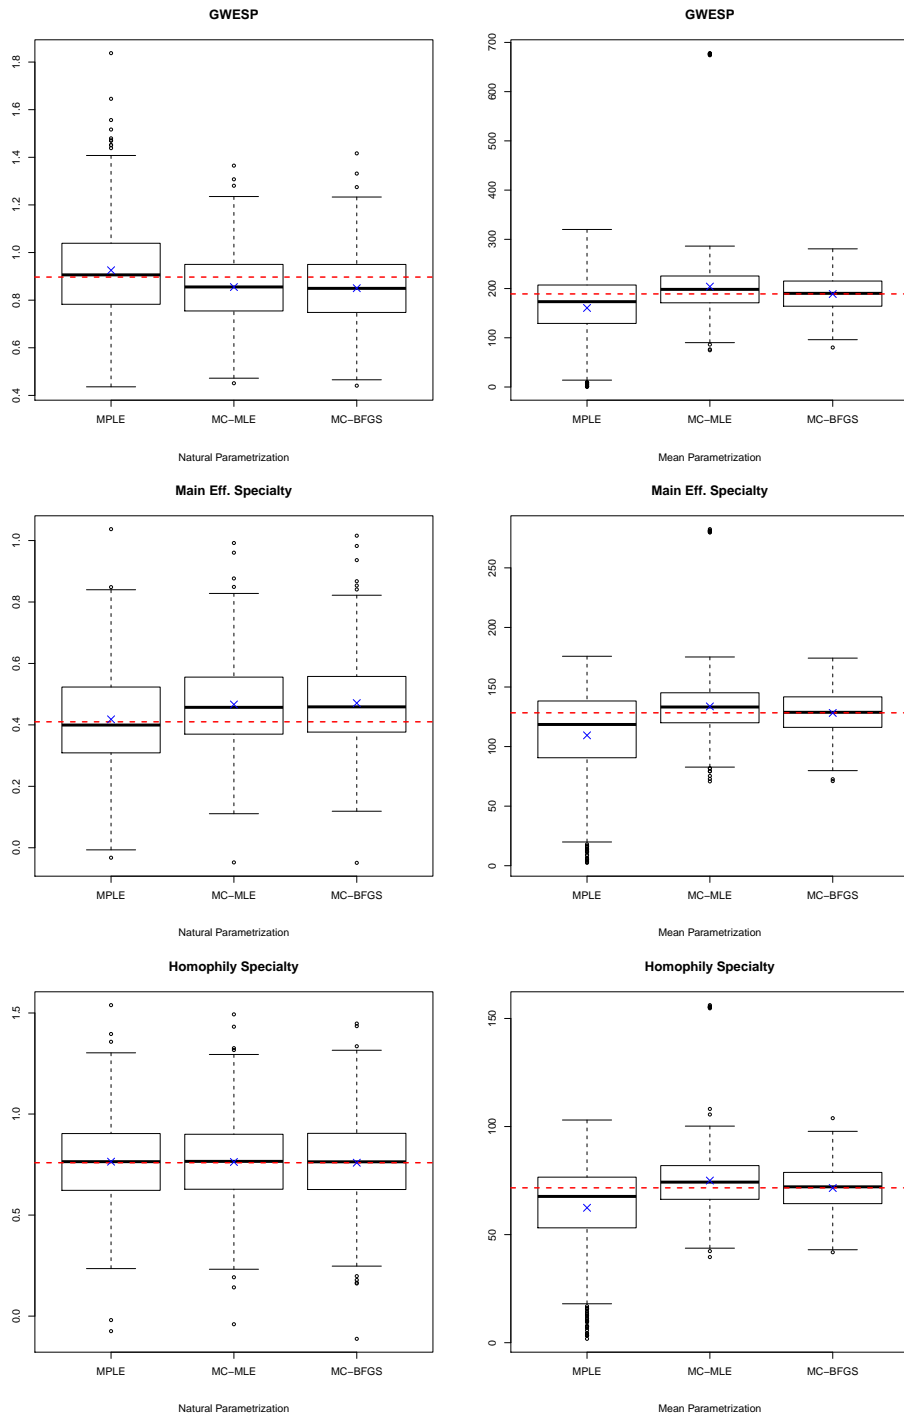 GWESP
1.8
1.6
1.4
1.2
1.0
0.8
0.6
0.4
MPLE MC−MLE MC−BFGS
Natural Parametrization
GWESP
700
600
500
400
300
200
100
0
MPLE MC−MLE MC−BFGS
Mean Parametrization
Main Eff. Specialty
1.0
0.8
0.6
0.4
0.2
0.0
MPLE MC−MLE MC−BFGS
Natural Parametrization
Main Eff. Specialty
250
200
150
100
50
0
MPLE MC−MLE MC−BFGS
Mean Parametrization
Homophily Specialty
1.5
1.0
0.5
0.0
MPLE MC−MLE MC−BFGS
Natural Parametrization
Homophily Specialty
150
100
50
0
MPLE MC−MLE MC−BFGS
Mean Parametrization